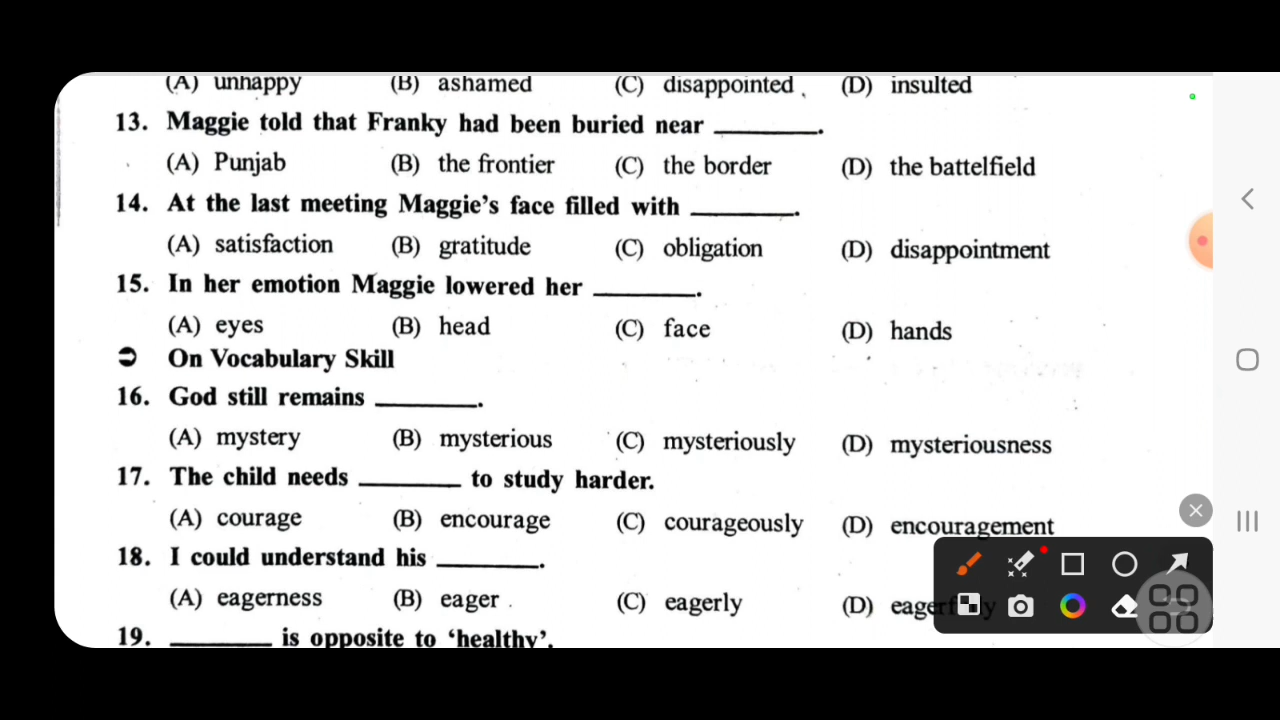 (A) unhappy (B) ashamed (C) disappointed (D) insulted
13. Maggie told that Franky had been buried near ________.
(A) Punjab (B) the frontier (C) the border (D) the battelfield
14. At the last meeting Maggie's face filled with ________.
(A) satisfaction (B) gratitude (C) obligation (D) disappointment
15. In her emotion Maggie lowered her ________.
(A) eyes (B) head (C) face (D) hands
➲ On Vocabulary Skill
16. God still remains ________.
(A) mystery (B) mysterious (C) mysteriously (D) mysteriousness
17. The child needs ________ to study harder.
(A) courage (B) encourage (C) courageously (D) encouragement
18. I could understand his ________.
(A) eagerness (B) eager (C) eagerly (D)
19. ________ is opposite to 'healthy'.